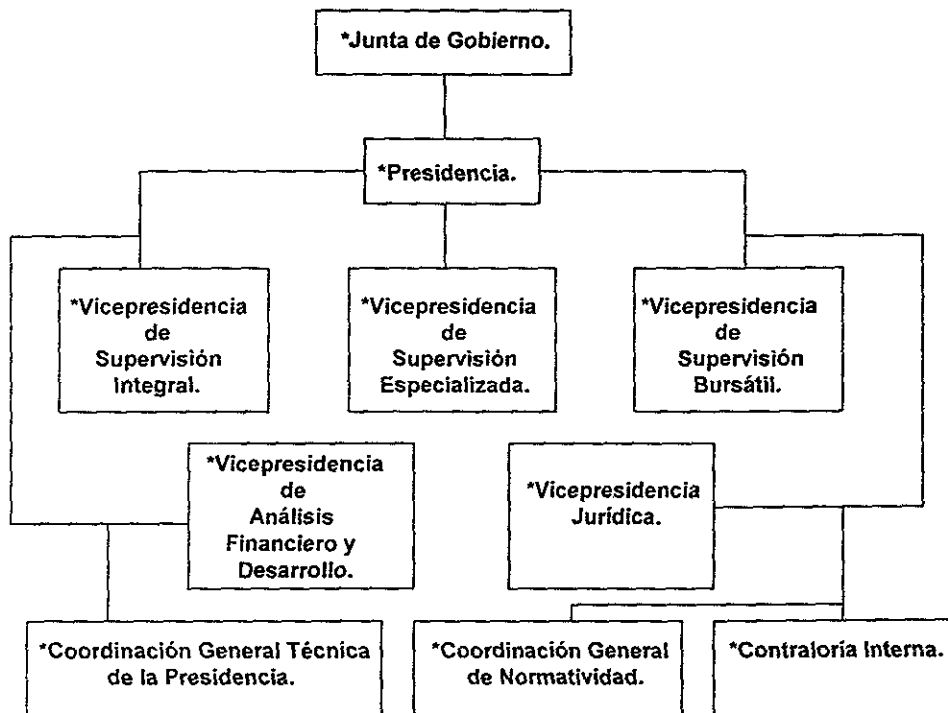 *Junta de Gobierno.
*Presidencia.
*Vicepresidencia
de
Supervisión
Integral.
*Vicepresidencia
de
Supervisión
Especializada.
*Vicepresidencia
de
Supervisión
Bursátil.
*Vicepresidencia
de
Análisis
Financiero y
Desarrollo.
*Vicepresidencia
Jurídica.
*Coordinación General Técnica
de la Presidencia.
*Coordinación General
de Normatividad.
*Contraloría Interna.